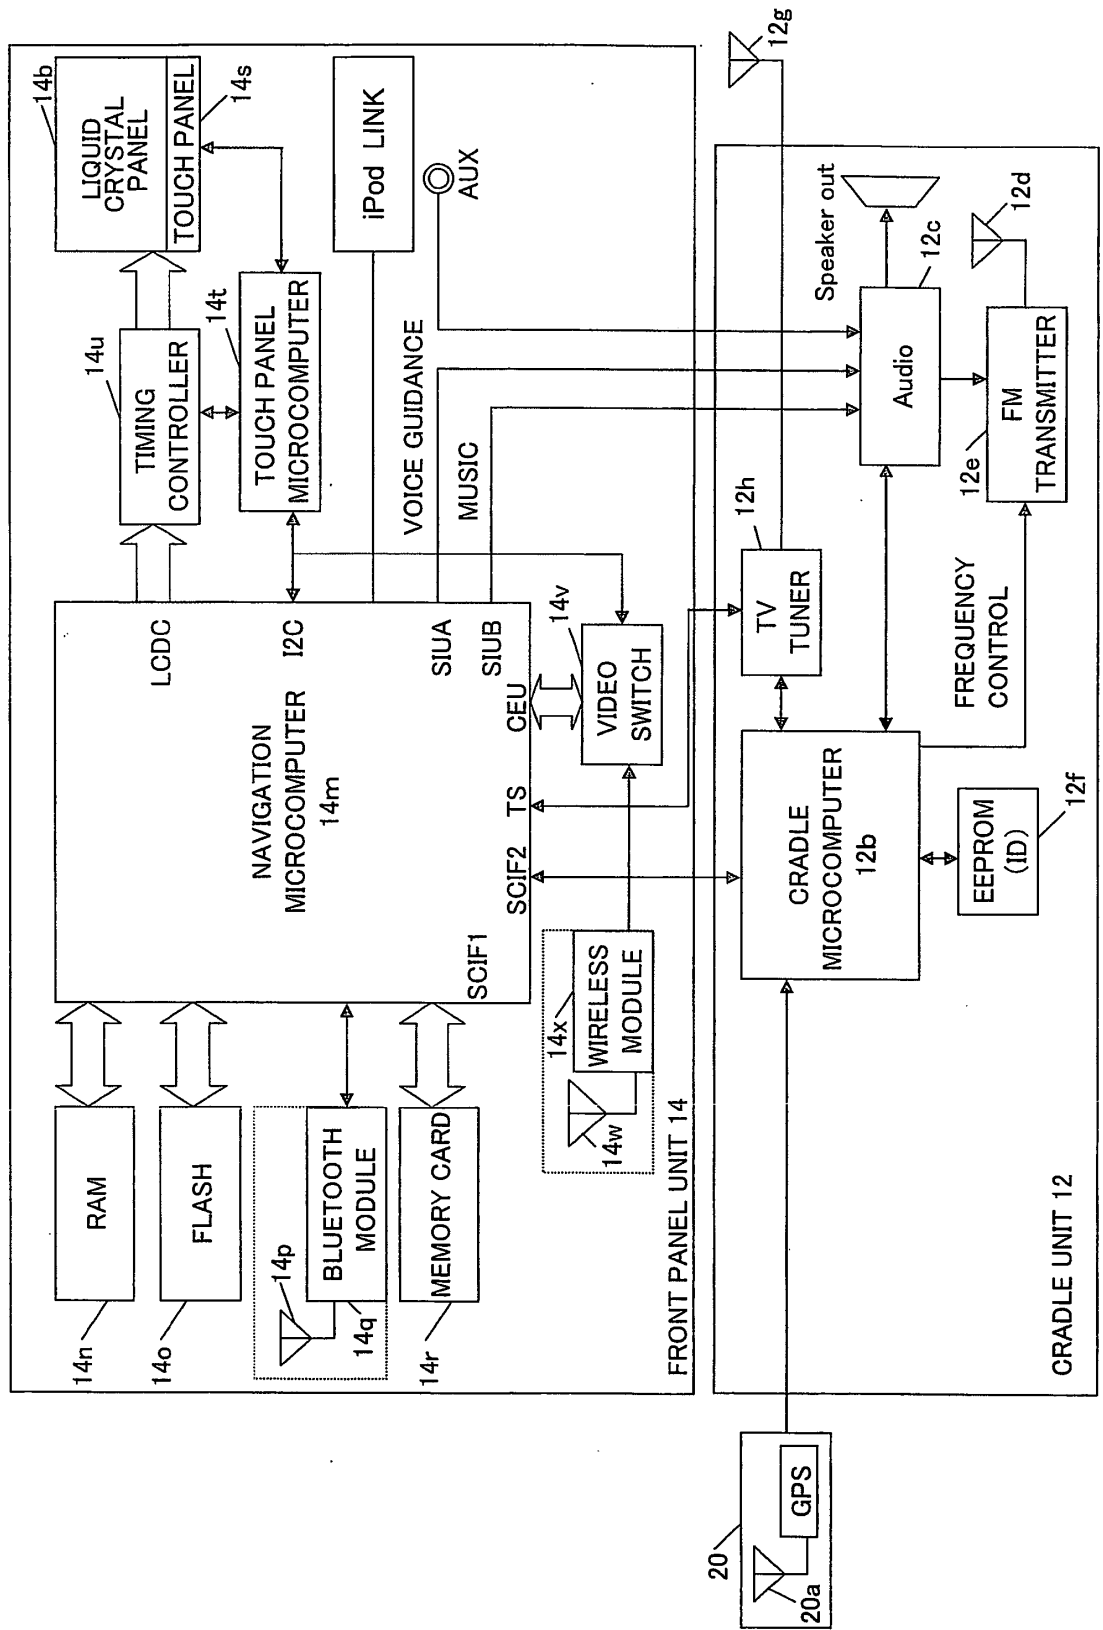 14n
RAM
14o
FLASH
14p
BLUETOOTH
MODULE
14q
MEMORY CARD
14r
NAVIGATION
MICROCOMPUTER
14m
LCDC
I2C
SIUA
SIUB
CEU
TS
SCIF2
SCIF1
14u
TIMING
CONTROLLER
14b
LIQUID
CRYSTAL
PANEL
TOUCH PANEL
14s
14t
TOUCH PANEL
MICROCOMPUTER
iPod LINK
AUX
VOICE GUIDANCE
MUSIC
14v
VIDEO
SWITCH
14x
WIRELESS
MODULE
14w
FRONT PANEL UNIT 14
12g
12h
TV
TUNER
Speaker out
12c
Audio
12d
12e
FM
TRANSMITTER
FREQUENCY
CONTROL
CRADLE
MICROCOMPUTER
12b
EEPROM
(ID)
12f
CRADLE UNIT 12
20
GPS
20a